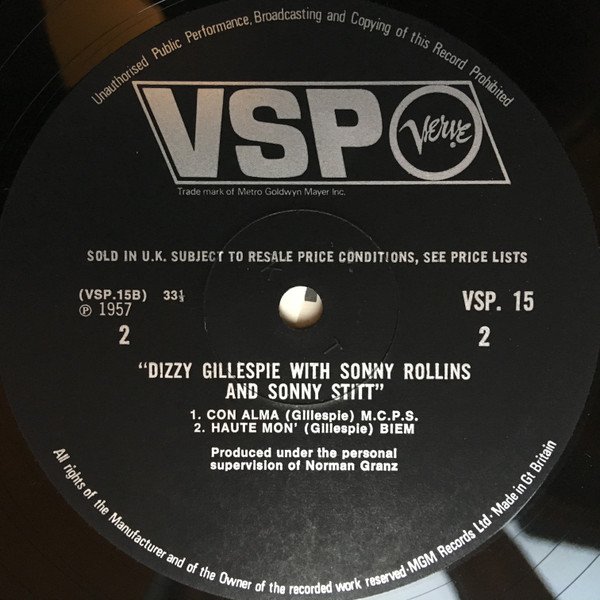 Unauthorised Public Performance, Broadcasting and Copying of this Record Prohibited
VSP Verve
Trade mark of Metro Goldwyn Mayer Inc.
SOLD IN U.K. SUBJECT TO RESALE PRICE CONDITIONS, SEE PRICE LISTS
(VSP.15B) 33⅓
℗ 1957
2
VSP. 15
2
"DIZZY GILLESPIE WITH SONNY ROLLINS
AND SONNY STITT"
1. CON ALMA (Gillespie) M.C.P.S.
2. HAUTE MON' (Gillespie) BIEM
Produced under the personal
supervision of Norman Granz
All rights of the Manufacturer and of the Owner of the recorded work reserved·MGM Records Ltd·Made in Gt Britain